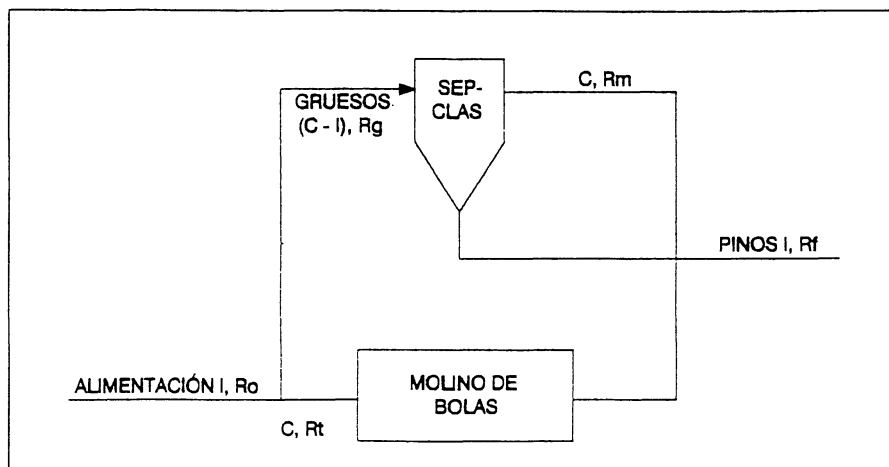 SEP-
CLAS
C, Rm
GRUESOS
(C - I), Rg
PINOS I, Rf
ALIMENTACIÓN I, Ro
MOLINO DE
BOLAS
C, Rt